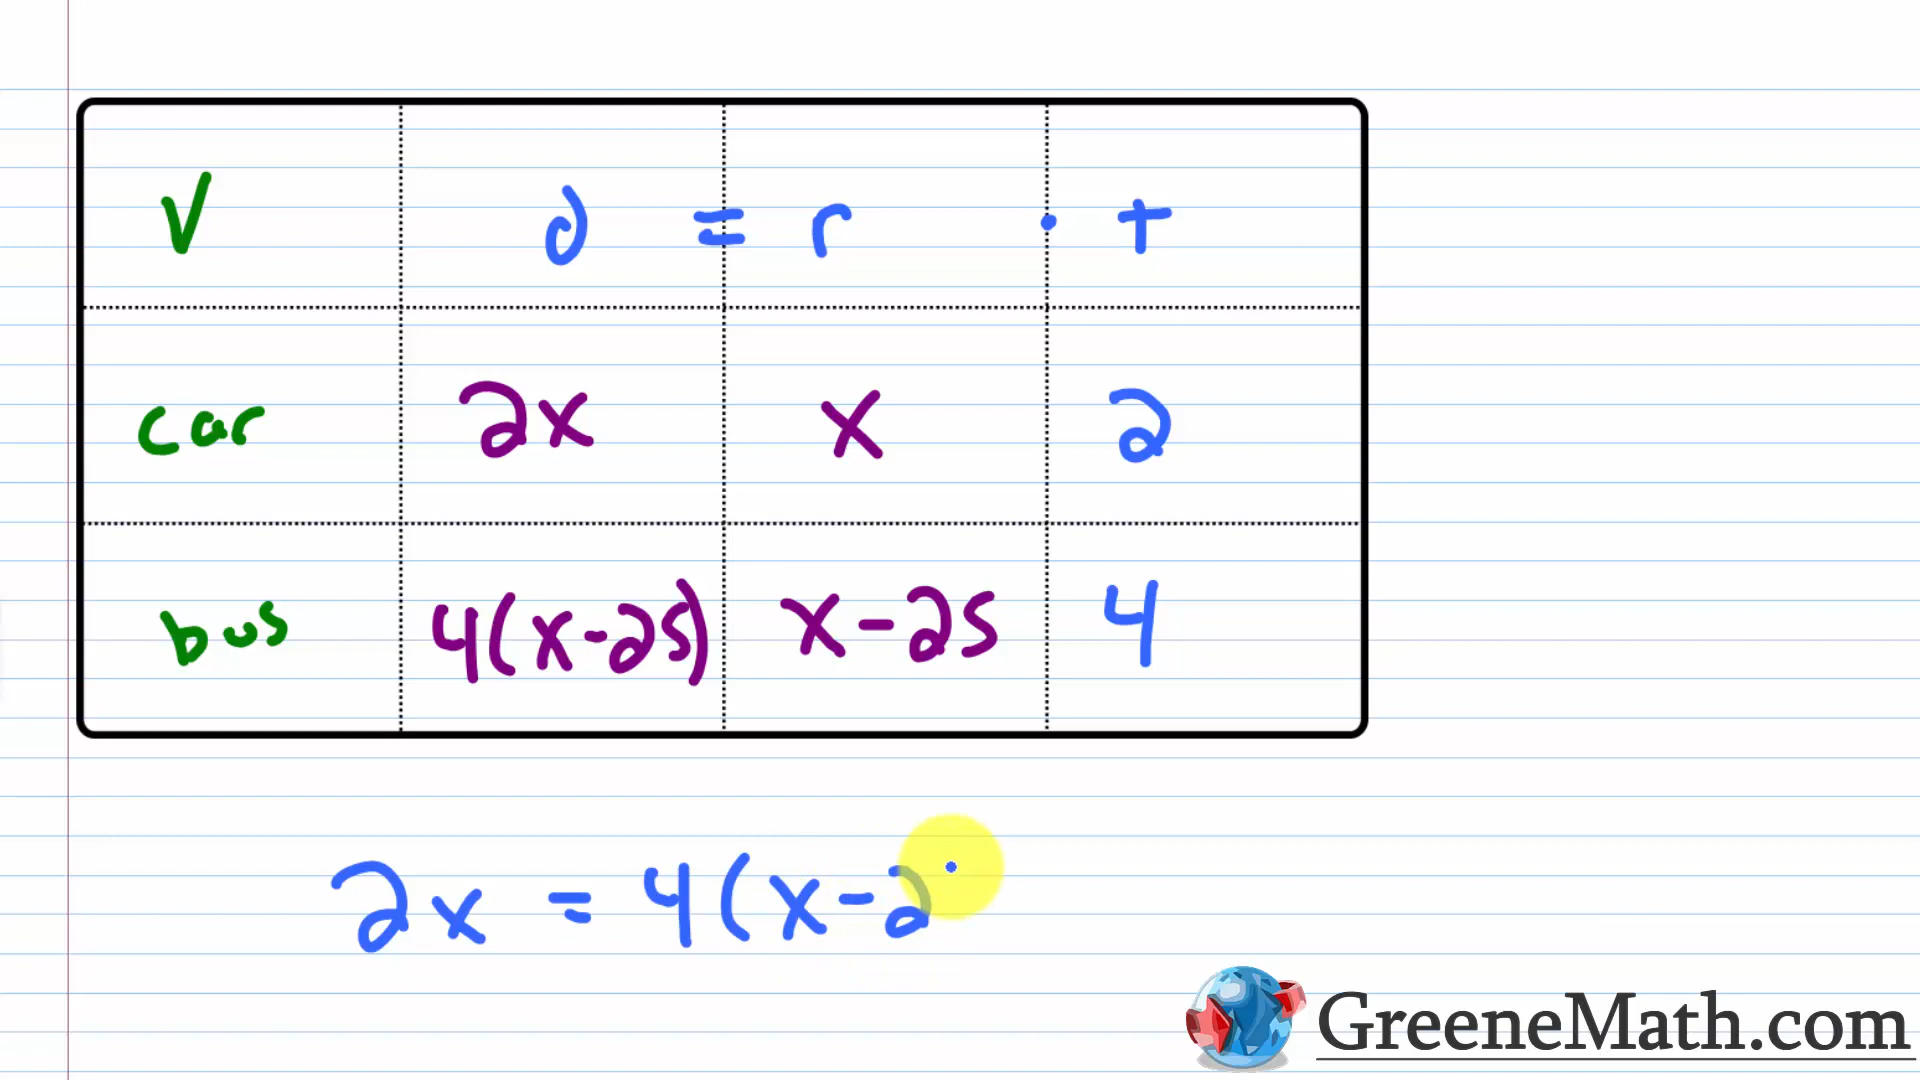 V d = r · t
car 2x x 2
bus 4(x-25) x-25 4
2x = 4(x-2
GreeneMath.com